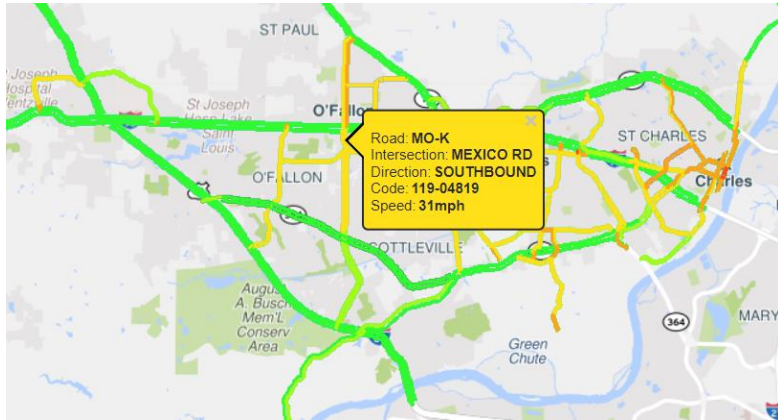 ST PAUL
St Joseph
Hospital
St Joseph
Hosp Lake
Saint
Louis
O'Fallon
Road: MO-K
Intersection: MEXICO RD
Direction: SOUTHBOUND
Code: 119-04819
Speed: 31mph
ST CHARLES
Charles
O'FALLON
COTTLEVILLE
A. Busch
Mem'l
Conserv
Area
Green
Chute
364
MARY